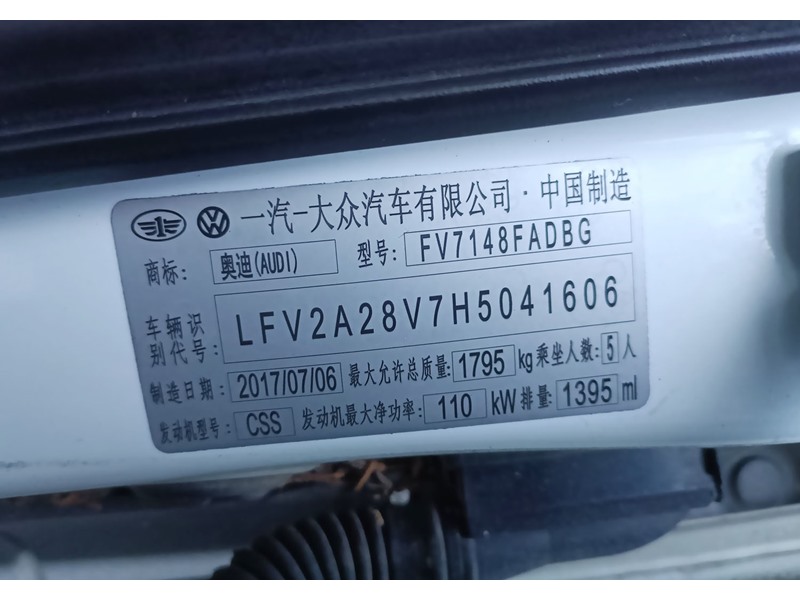 一汽-大众汽车有限公司·中国制造
商标: 奥迪(AUDI) 型号: FV7148FADBG
车辆识别代号: LFV2A28V7H5041606
制造日期: 2017/07/06 最大允许总质量: 1795 kg 乘坐人数: 5 人
发动机型号: CSS 发动机最大净功率: 110 kW 排量: 1395 ml